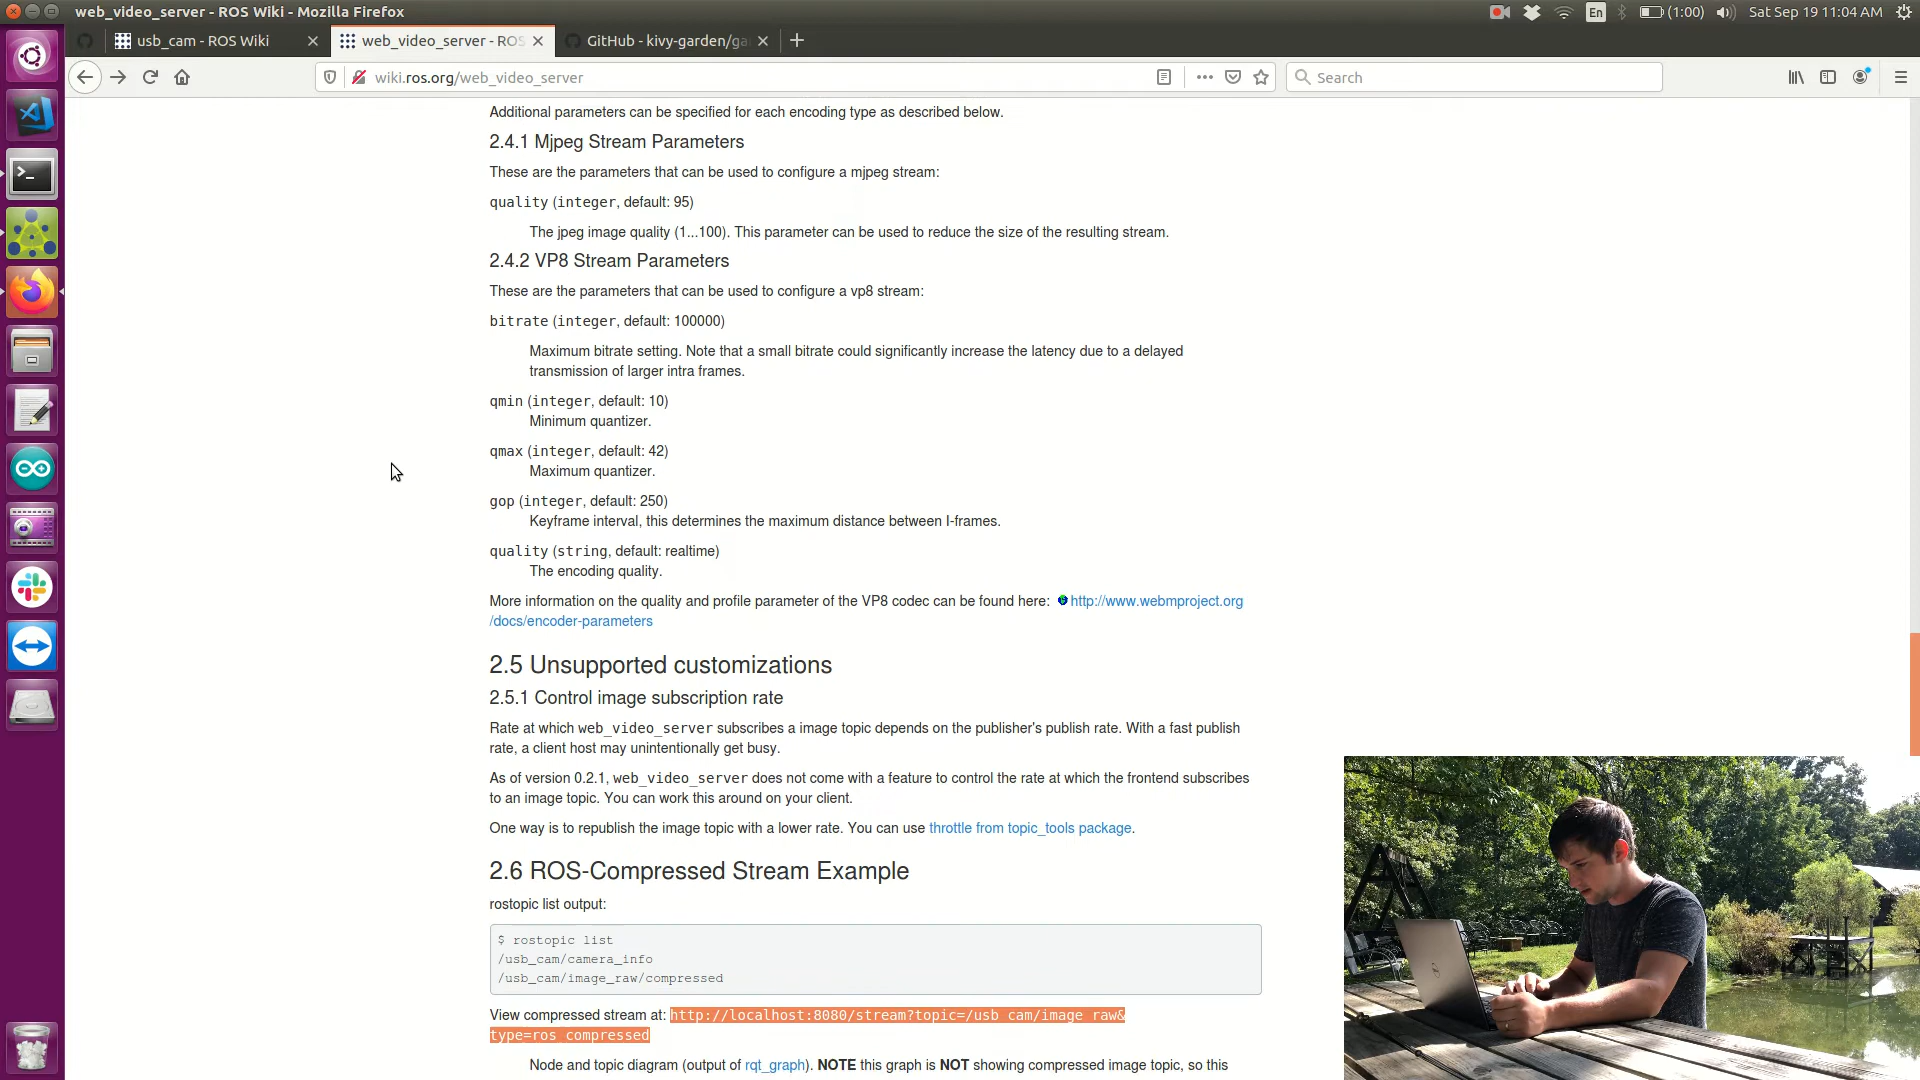 web_video_server - ROS Wiki - Mozilla Firefox
En
(1:00)
Sat Sep 19 11:04 AM
usb_cam - ROS Wiki
web_video_server - ROS
GitHub - kivy-garden/ga
wiki.ros.org/web_video_server
Search
Additional parameters can be specified for each encoding type as described below.
2.4.1 Mjpeg Stream Parameters
These are the parameters that can be used to configure a mjpeg stream:
quality (integer, default: 95)
The jpeg image quality (1...100). This parameter can be used to reduce the size of the resulting stream.
2.4.2 VP8 Stream Parameters
These are the parameters that can be used to configure a vp8 stream:
bitrate (integer, default: 100000)
Maximum bitrate setting. Note that a small bitrate could significantly increase the latency due to a delayed
transmission of larger intra frames.
qmin (integer, default: 10)
Minimum quantizer.
qmax (integer, default: 42)
Maximum quantizer.
gop (integer, default: 250)
Keyframe interval, this determines the maximum distance between I-frames.
quality (string, default: realtime)
The encoding quality.
More information on the quality and profile parameter of the VP8 codec can be found here: http://www.webmproject.org
/docs/encoder-parameters
2.5 Unsupported customizations
2.5.1 Control image subscription rate
Rate at which web_video_server subscribes a image topic depends on the publisher's publish rate. With a fast publish
rate, a client host may unintentionally get busy.
As of version 0.2.1, web_video_server does not come with a feature to control the rate at which the frontend subscribes
to an image topic. You can work this around on your client.
One way is to republish the image topic with a lower rate. You can use throttle from topic_tools package.
2.6 ROS-Compressed Stream Example
rostopic list output:
$ rostopic list
/usb_cam/camera_info
/usb_cam/image_raw/compressed
View compressed stream at: http://localhost:8080/stream?topic=/usb_cam/image_raw&
type=ros_compressed
Node and topic diagram (output of rqt_graph). NOTE this graph is NOT showing compressed image topic, so this